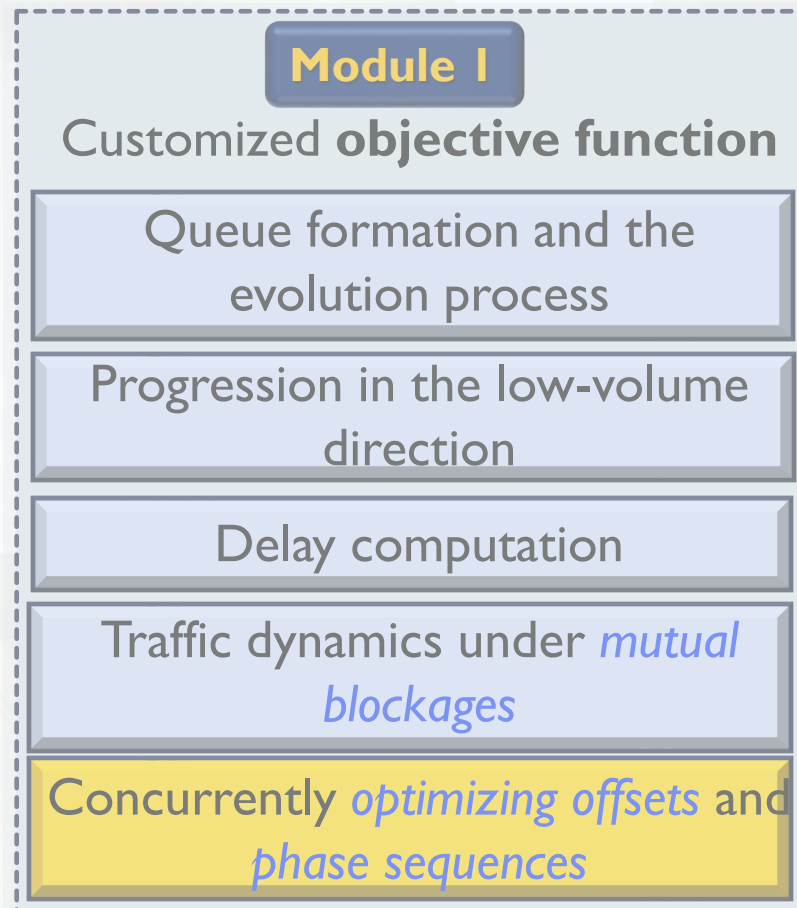 Module 1
Customized objective function
Queue formation and the
evolution process
Progression in the low-volume
direction
Delay computation
Traffic dynamics under mutual
blockages
Concurrently optimizing offsets and
phase sequences